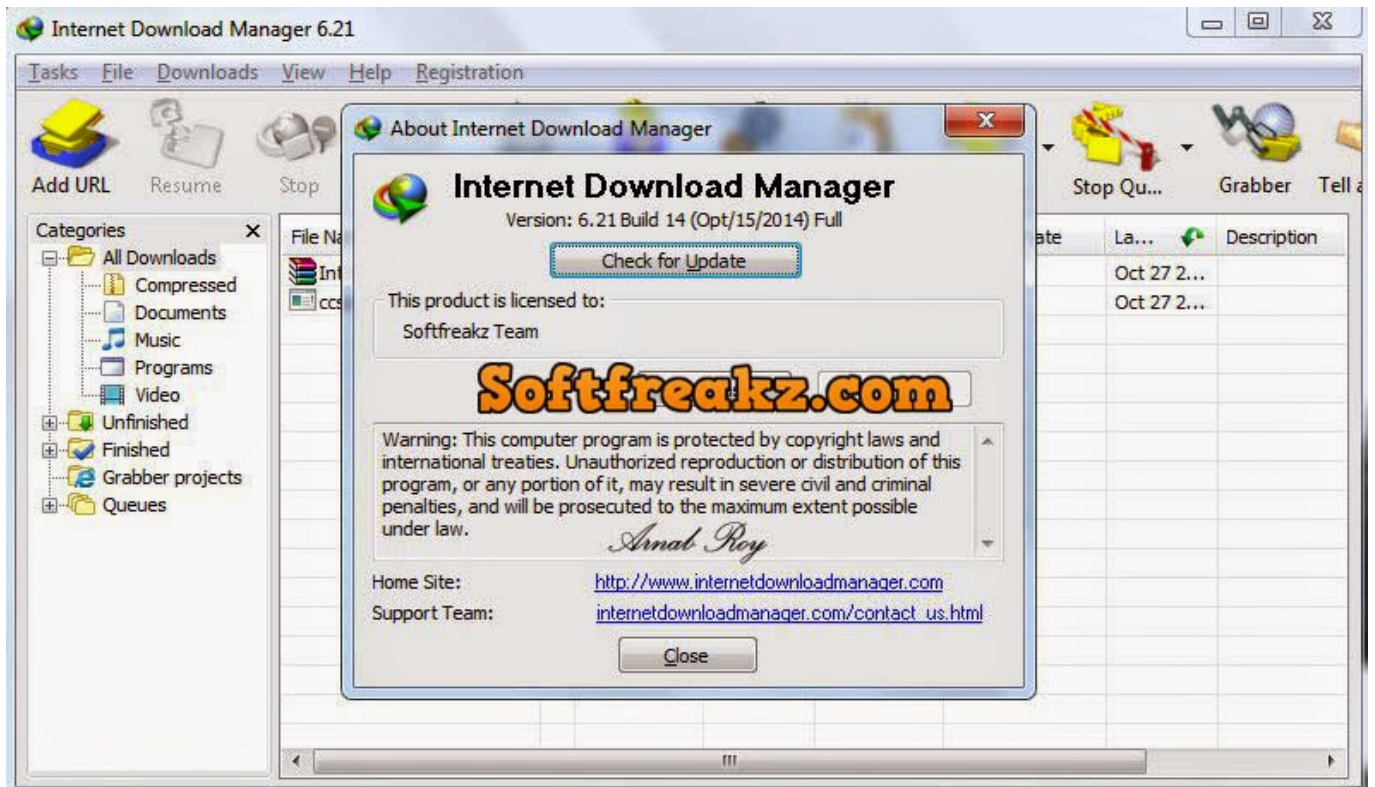 Internet Download Manager 6.21
Tasks File Downloads View Help Registration
Add URL Resume Stop Stop Qu... Grabber Tell
About Internet Download Manager
Internet Download Manager
Version: 6.21 Build 14 (Opt/15/2014) Full
Check for Update
This product is licensed to:
Softfreakz Team
Softfreakz.com
Warning: This computer program is protected by copyright laws and
international treaties. Unauthorized reproduction or distribution of this
program, or any portion of it, may result in severe civil and criminal
penalties, and will be prosecuted to the maximum extent possible
under law.
Arnab Roy
Home Site: http://www.internetdownloadmanager.com
Support Team: internetdownloadmanager.com/contact_us.html
Close
Categories X
All Downloads
Compressed
Documents
Music
Programs
Video
Unfinished
Finished
Grabber projects
Queues
File Na La... Description
Int Oct 27 2...
ccs Oct 27 2...